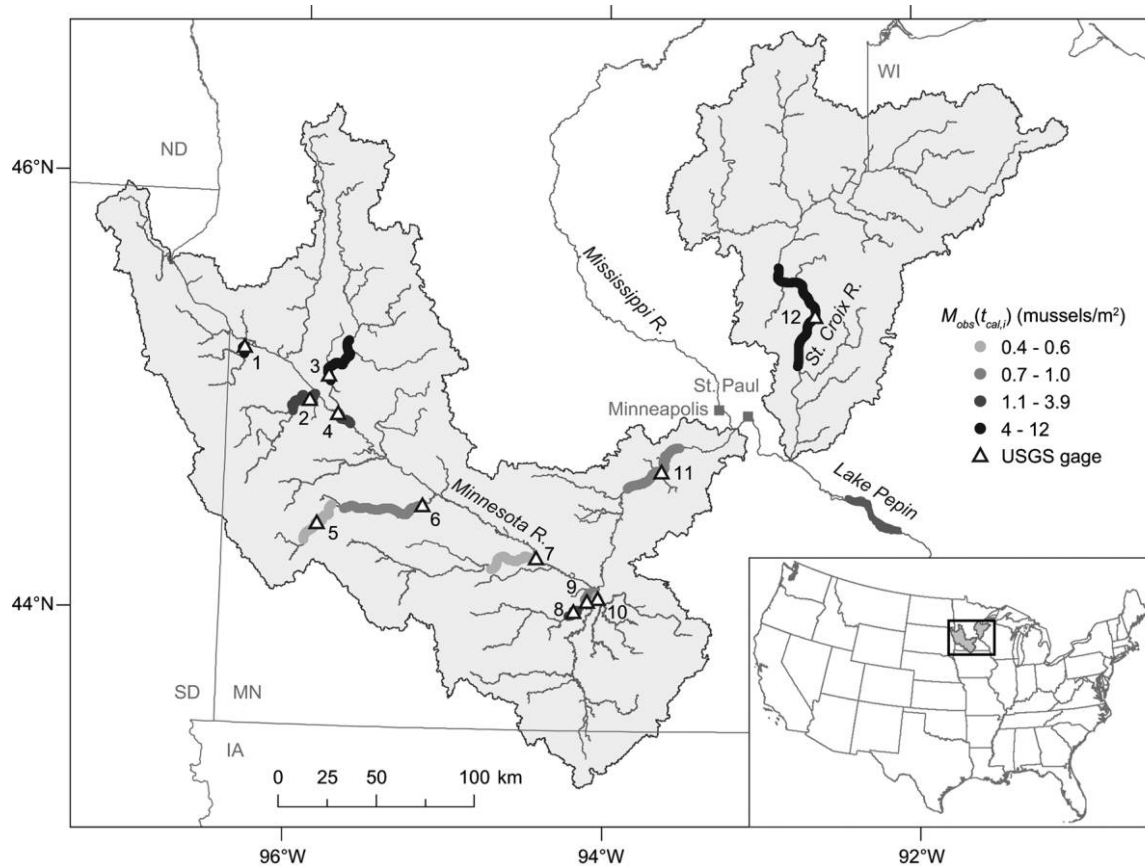 WI
ND
46°N
Mississippi R.
12
St. Croix R.
M_obs(t_cal,i) (mussels/m²)
0.4 - 0.6
0.7 - 1.0
1.1 - 3.9
4 - 12
USGS gage
1
3
2
4
St. Paul
Minneapolis
11
Lake Pepin
Minnesota R.
5
6
7
9
8
10
44°N
SD
MN
IA
0 25 50 100 km
96°W
94°W
92°W